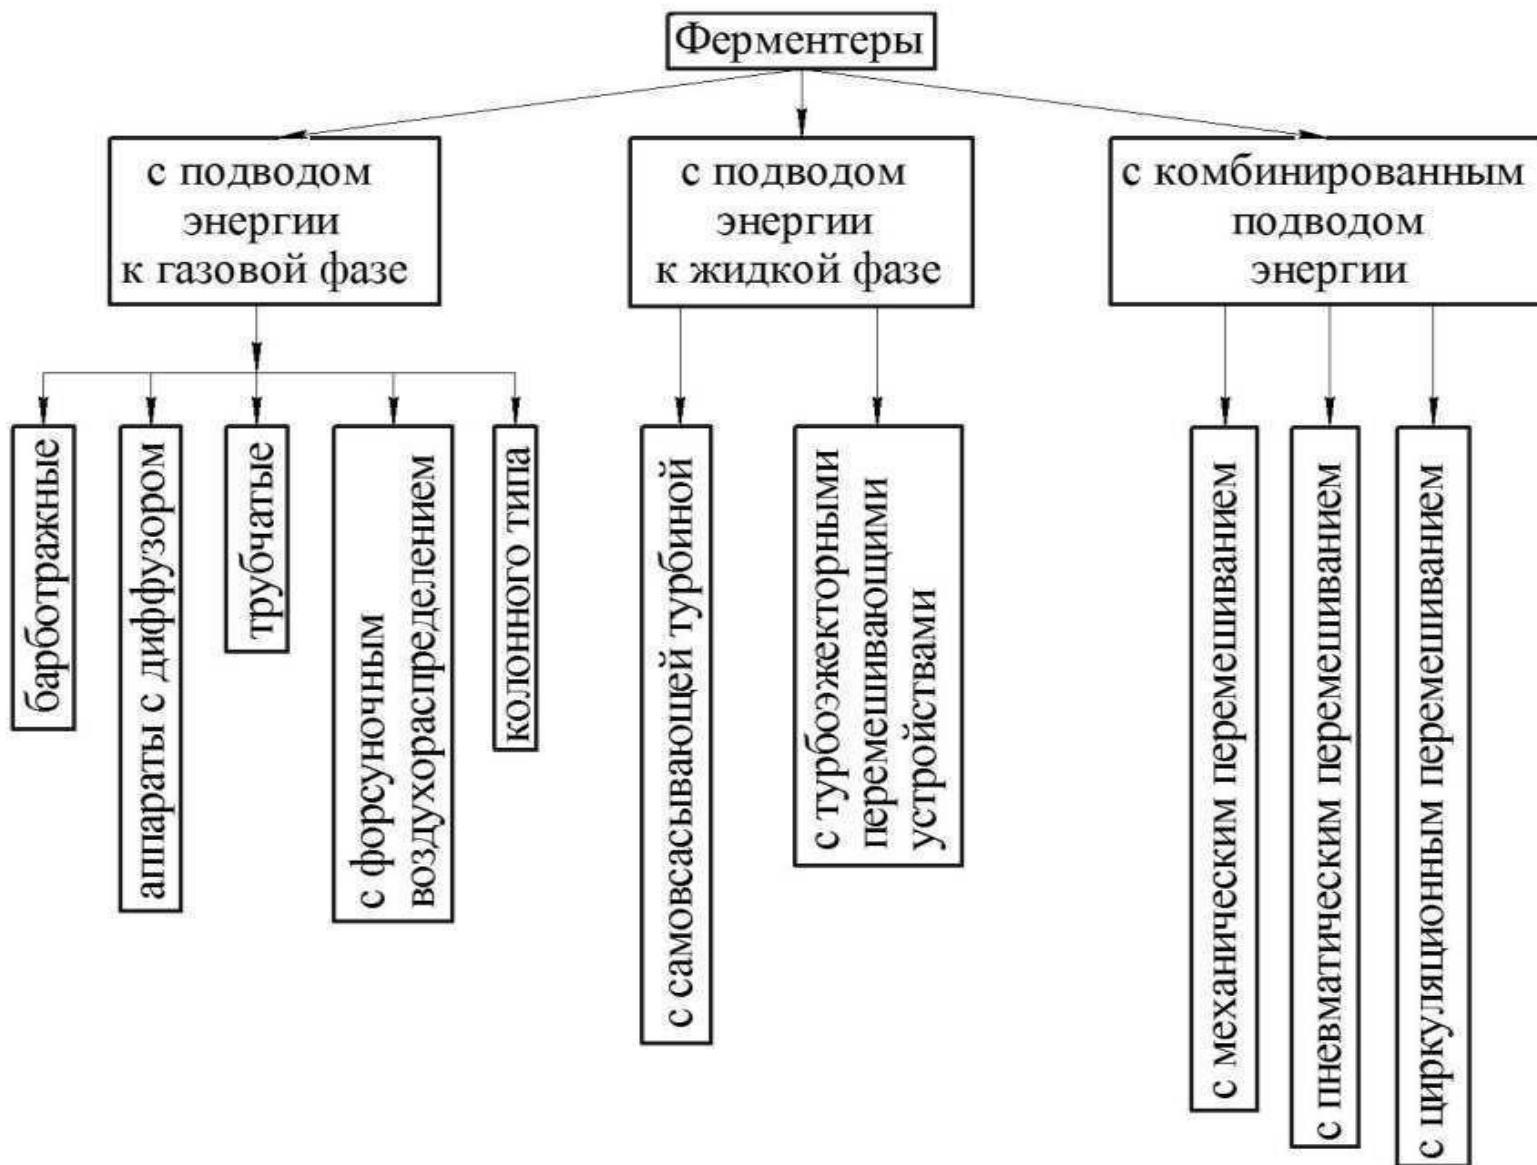 Ферментеры
с подводом
энергии
к газовой фазе
с подводом
энергии
к жидкой фазе
с комбинированным
подводом
энергии
барботражные
аппараты с диффузором
трубчатые
с форсуночным
воздухораспределением
колонного типа
с самовсасывающей турбиной
с турбоэжекторными
перемешивающими
устройствами
с механическим перемешиванием
с пневматическим перемешиванием
с циркуляционным перемешиванием